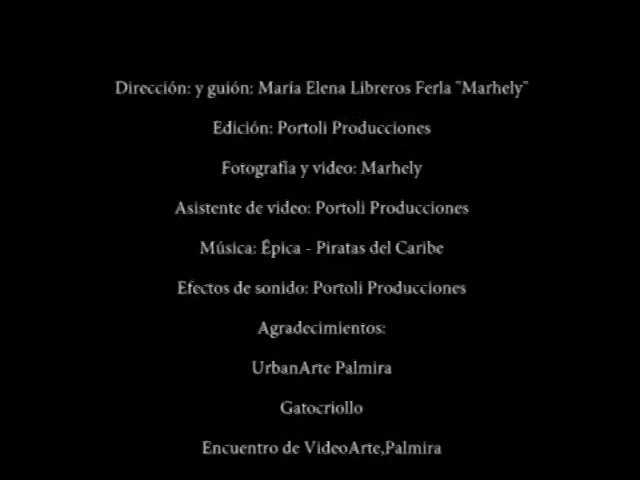 Dirección: y guión: María Elena Libreros Ferla "Marhely"
Edición: Portoli Producciones
Fotografía y video: Marhely
Asistente de video: Portoli Producciones
Música: Épica - Piratas del Caribe
Efectos de sonido: Portoli Producciones
Agradecimientos:
UrbanArte Palmira
Gatocriollo
Encuentro de VideoArte,Palmira